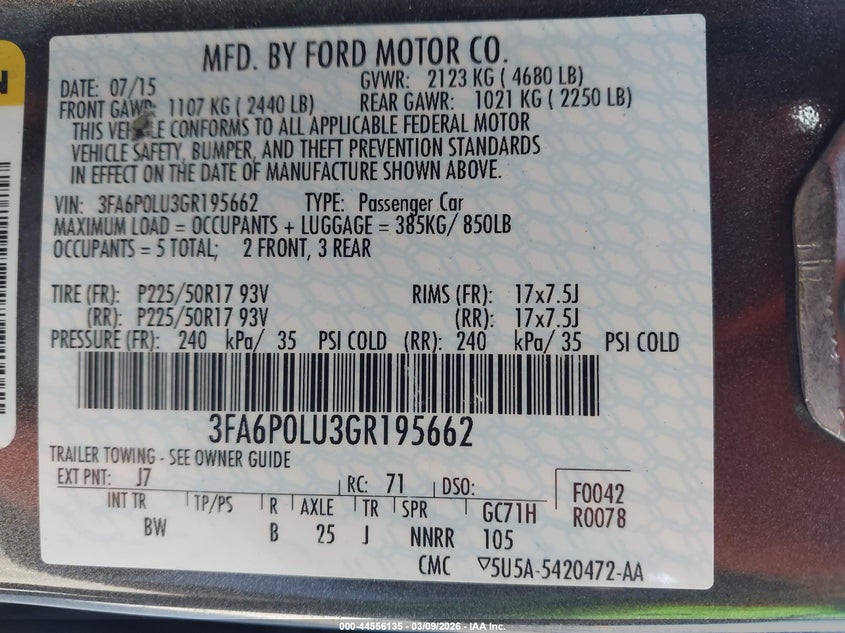 N
MFD. BY FORD MOTOR CO.
DATE: 07/15 GVWR: 2123 KG ( 4680 LB)
FRONT GAWR: 1107 KG ( 2440 LB) REAR GAWR: 1021 KG ( 2250 LB)
THIS VEHICLE CONFORMS TO ALL APPLICABLE FEDERAL MOTOR
VEHICLE SAFETY, BUMPER, AND THEFT PREVENTION STANDARDS
IN EFFECT ON THE DATE OF MANUFACTURE SHOWN ABOVE.
VIN: 3FA6P0LU3GR195662 TYPE: Passenger Car
MAXIMUM LOAD = OCCUPANTS + LUGGAGE = 385KG/ 850LB
OCCUPANTS = 5 TOTAL; 2 FRONT, 3 REAR
TIRE (FR): P225/50R17 93V RIMS (FR): 17x7.5J
(RR): P225/50R17 93V (RR): 17x7.5J
PRESSURE (FR): 240 kPa/ 35 PSI COLD (RR): 240 kPa/ 35 PSI COLD
3FA6P0LU3GR195662
TRAILER TOWING - SEE OWNER GUIDE
EXT PNT: J7 RC: 71 DSO: F0042
INT TR TP/PS R AXLE TR SPR GC71H R0078
BW B 25 J NNRR 105
CMC ▽5U5A-5420472-AA
000-44556135 - 03/09/2026 - IAA Inc.